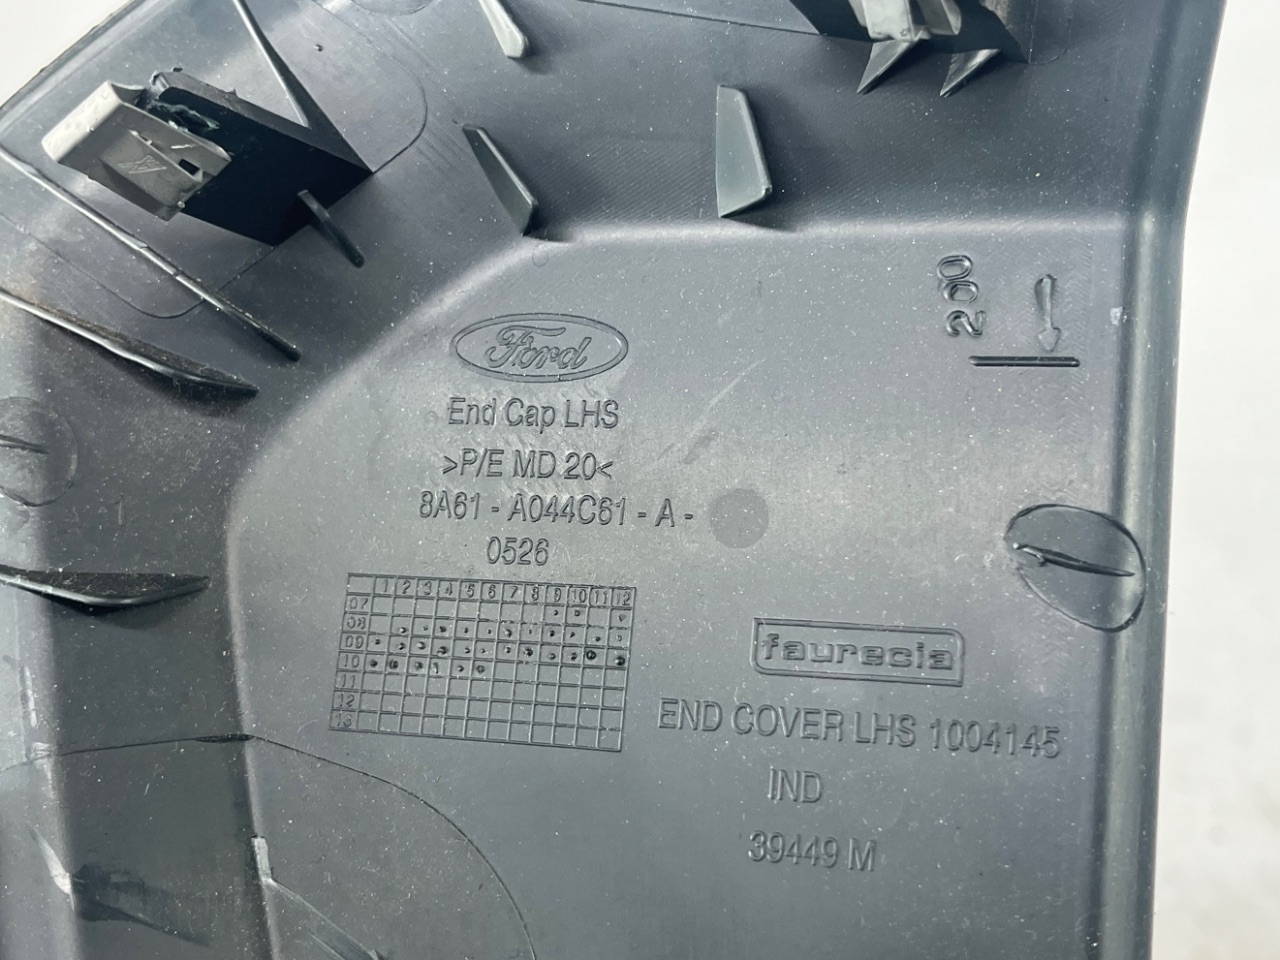 200
Ford
End Cap LHS
>P/E MD 20<
8A61 - A044C61 - A -
0526
1 2 3 4 5 6 7 8 9 10 11 12
07
08
09
10
11
12
13
faurecia
END COVER LHS 1004145
IND
39449 M